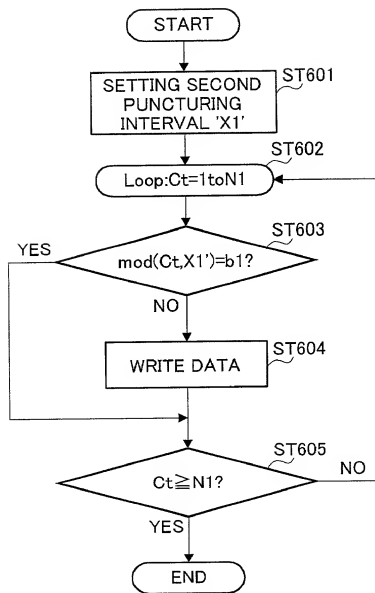 START
ST601
SETTING SECOND
PUNCTURING
INTERVAL 'X1'
ST602
Loop:Ct=1toN1
ST603
YES
mod(Ct,X1')=b1?
NO
ST604
WRITE DATA
ST605
Ct≧N1?
NO
YES
END